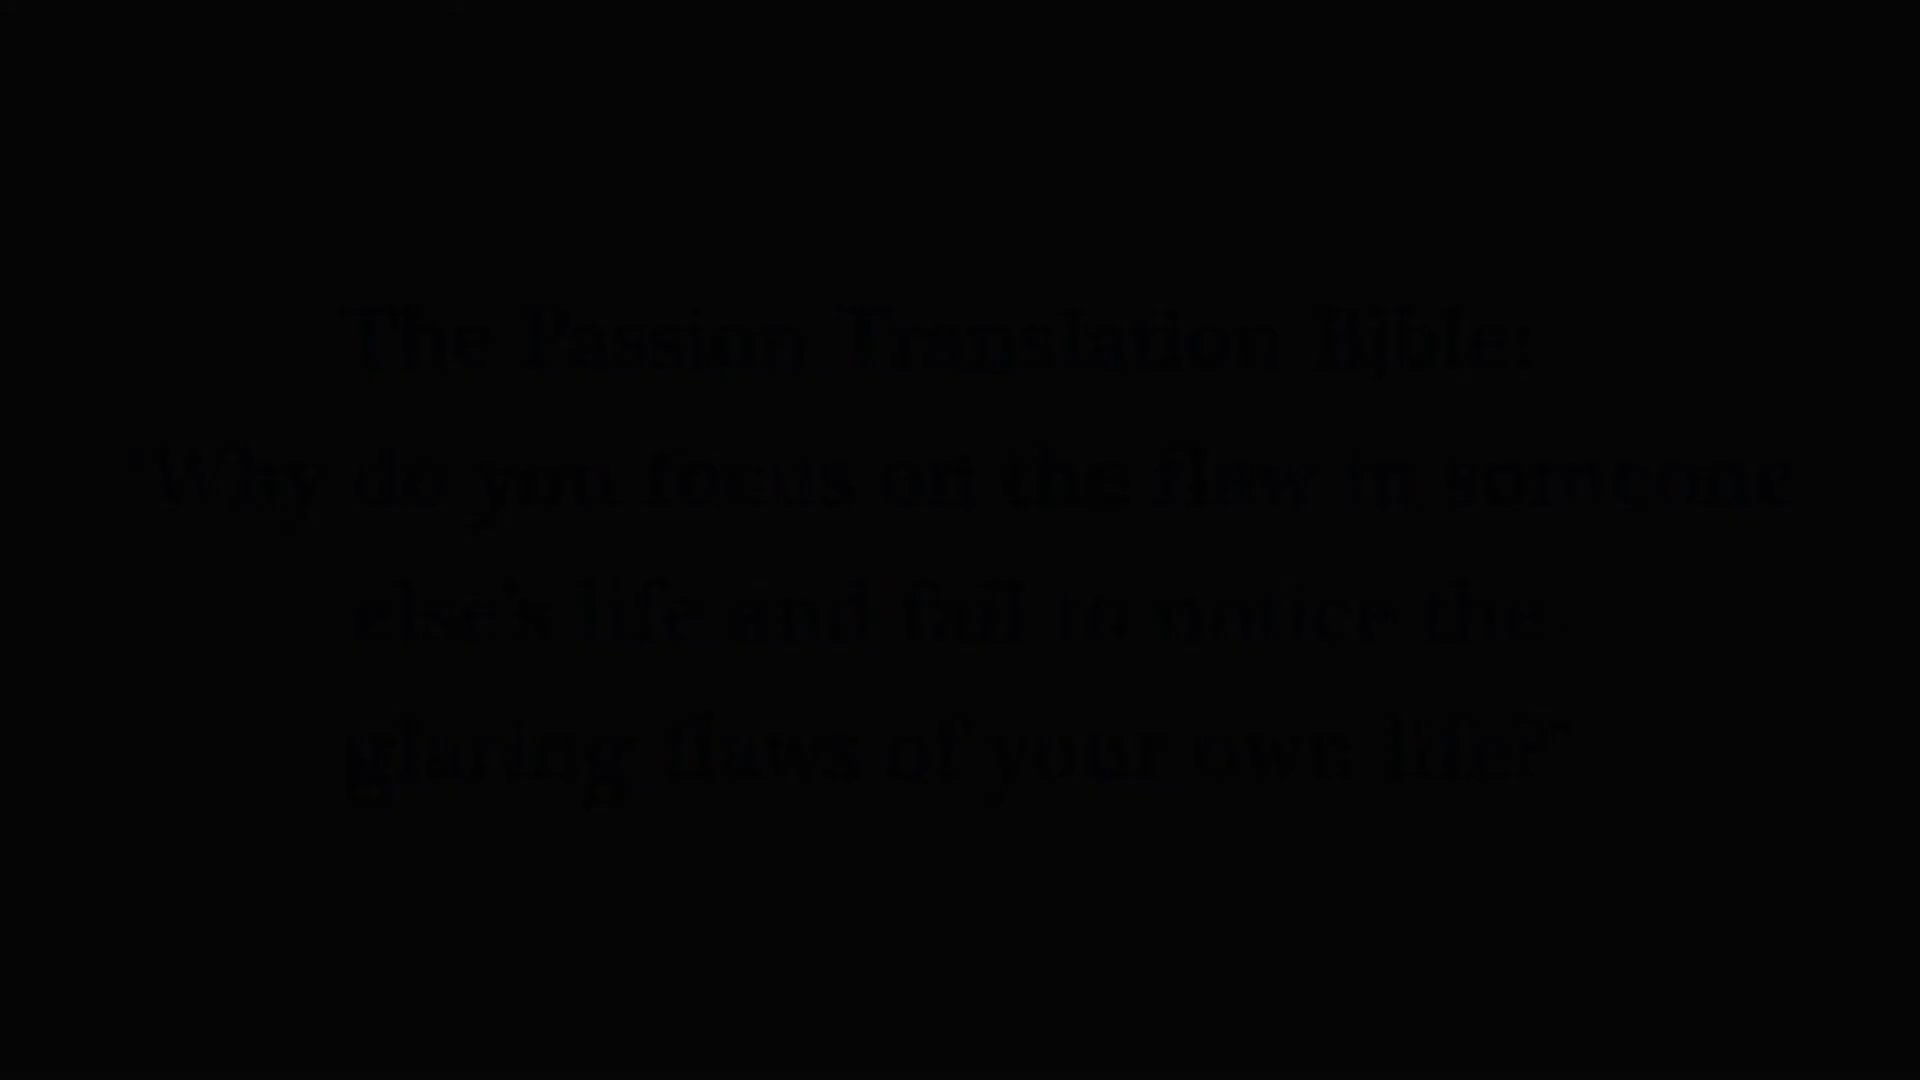 The Passion Translation Bible:
"Why do you focus on the flaw in someone
else's life and fail to notice the
glaring flaws of your own life?"